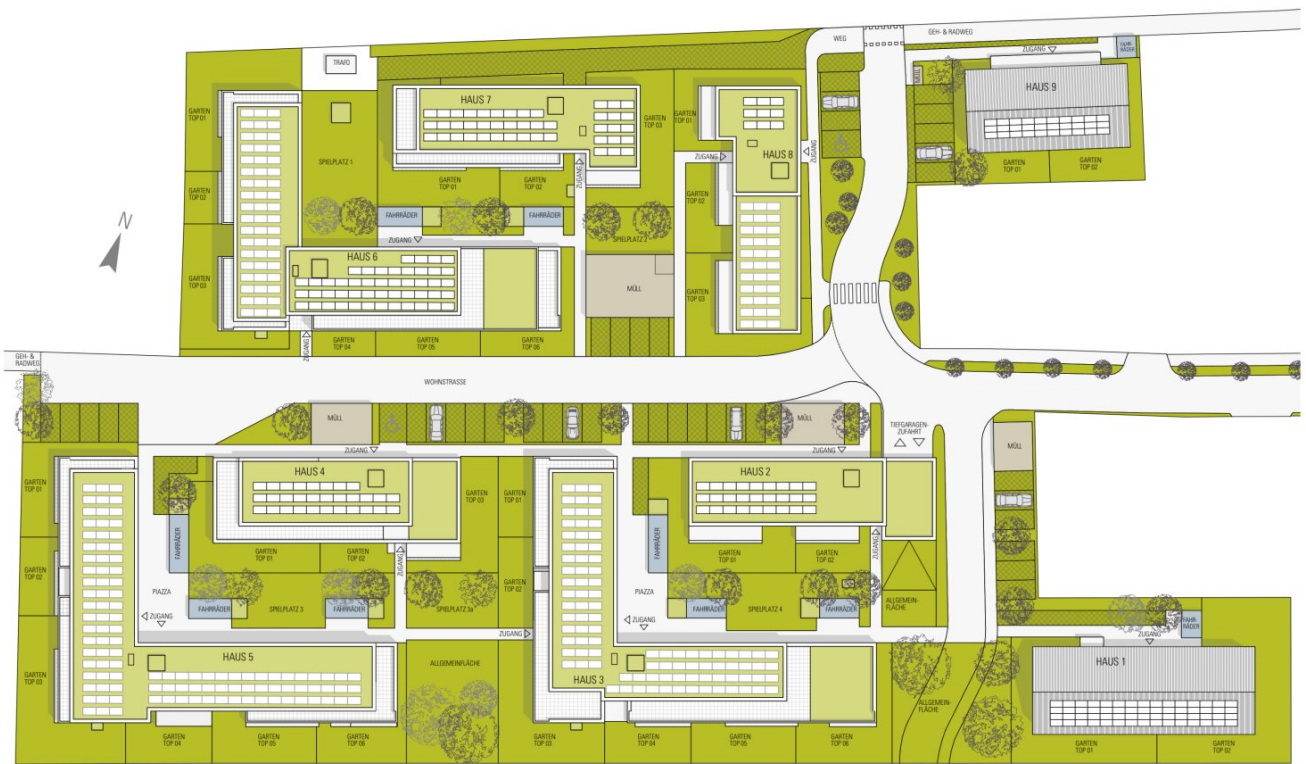 WEG
GEH- & RADWEG
ZUGANG
FAHR-
RÄDER
TRAFO
MÜLL
HAUS 9
GARTEN
TOP 01
GARTEN
TOP 02
GARTEN
TOP 01
GARTEN
TOP 02
GARTEN
TOP 03
SPIELPLATZ 1
HAUS 7
GARTEN
TOP 03
GARTEN
TOP 01
GARTEN
TOP 02
ZUGANG
FAHRRÄDER
FAHRRÄDER
ZUGANG
HAUS 6
GARTEN
TOP 04
GARTEN
TOP 05
GARTEN
TOP 06
ZUGANG
SPIELPLATZ 2
MÜLL
GARTEN
TOP 01
ZUGANG
HAUS 8
ZUGANG
GARTEN
TOP 02
GARTEN
TOP 03
N
GEH- &
RADWEG
WOHNSTRASSE
MÜLL
MÜLL
TIEFGARAGEN-
ZUFAHRT
MÜLL
ZUGANG
ZUGANG
GARTEN
TOP 01
GARTEN
TOP 02
GARTEN
TOP 03
HAUS 4
GARTEN
TOP 03
GARTEN
TOP 01
GARTEN
TOP 02
ZUGANG
FAHRRÄDER
PIAZZA
ZUGANG
FAHRRÄDER
SPIELPLATZ 3
FAHRRÄDER
SPIELPLATZ 3a
HAUS 5
GARTEN
TOP 04
GARTEN
TOP 05
GARTEN
TOP 06
ALLGEMEINFLÄCHE
ZUGANG
GARTEN
TOP 01
GARTEN
TOP 02
HAUS 2
GARTEN
TOP 01
GARTEN
TOP 02
ZUGANG
FAHRRÄDER
PIAZZA
ZUGANG
FAHRRÄDER
SPIELPLATZ 4
FAHRRÄDER
ALLGEMEIN-
FLÄCHE
HAUS 3
GARTEN
TOP 03
GARTEN
TOP 04
GARTEN
TOP 05
GARTEN
TOP 06
ALLGEMEIN-
FLÄCHE
FAHR-
RÄDER
ZUGANG
HAUS 1
GARTEN
TOP 01
GARTEN
TOP 02